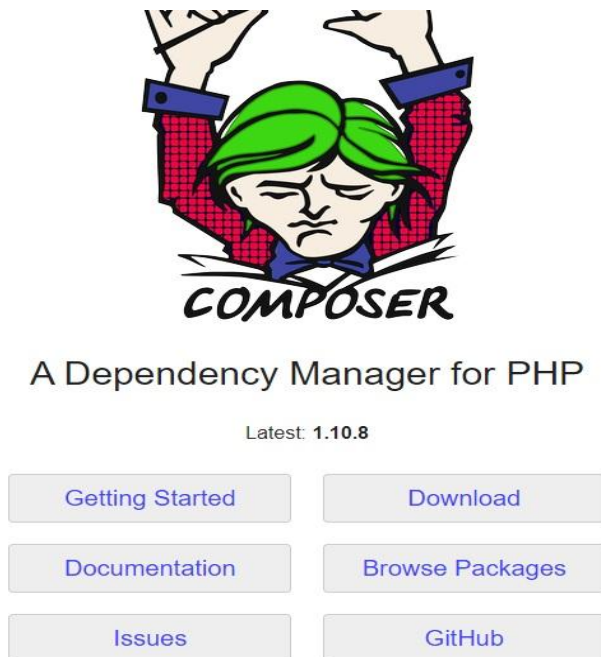 COMPOSER
A Dependency Manager for PHP
Latest: 1.10.8
Getting Started
Download
Documentation
Browse Packages
Issues
GitHub